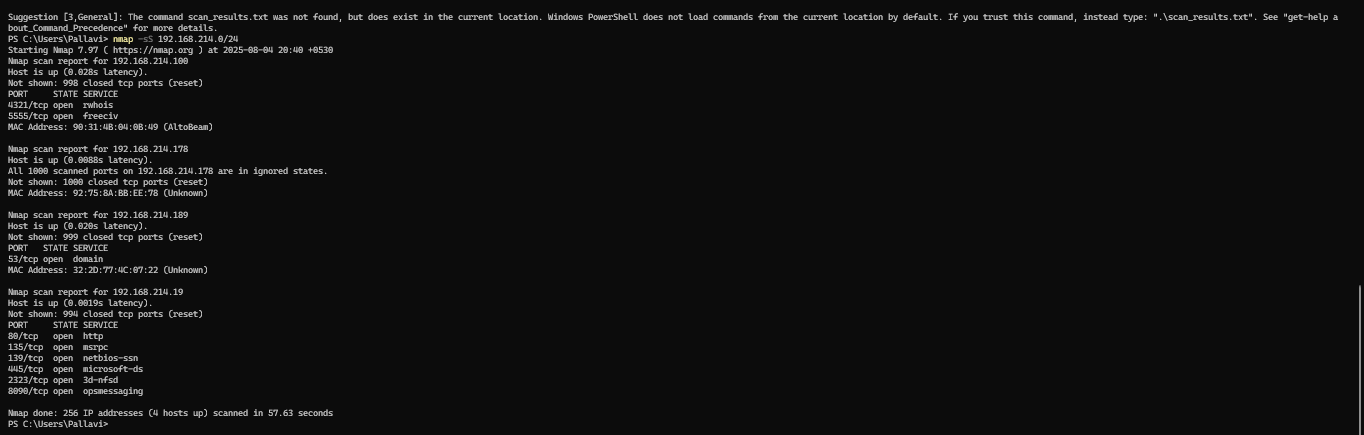 Suggestion [3,General]: The command scan_results.txt was not found, but does exist in the current location. Windows PowerShell does not load commands from the current location by default. If you trust this command, instead type: ".\scan_results.txt". See "get-help a
bout_Command_Precedence" for more details.
PS C:\Users\Pallavi> nmap -sS 192.168.214.0/24
Starting Nmap 7.97 ( https://nmap.org ) at 2025-08-04 20:40 +0530
Nmap scan report for 192.168.214.100
Host is up (0.028s latency).
Not shown: 998 closed tcp ports (reset)
PORT     STATE SERVICE
4321/tcp open  rwhois
5555/tcp open  freeciv
MAC Address: 90:31:4B:04:0B:49 (AltoBeam)

Nmap scan report for 192.168.214.178
Host is up (0.0088s latency).
All 1000 scanned ports on 192.168.214.178 are in ignored states.
Not shown: 1000 closed tcp ports (reset)
MAC Address: 92:75:8A:BB:EE:78 (Unknown)

Nmap scan report for 192.168.214.189
Host is up (0.020s latency).
Not shown: 999 closed tcp ports (reset)
PORT   STATE SERVICE
53/tcp open  domain
MAC Address: 32:2D:77:4C:07:22 (Unknown)

Nmap scan report for 192.168.214.19
Host is up (0.0019s latency).
Not shown: 994 closed tcp ports (reset)
PORT     STATE SERVICE
80/tcp   open  http
135/tcp  open  msrpc
139/tcp  open  netbios-ssn
445/tcp  open  microsoft-ds
2323/tcp open  3d-nfsd
8090/tcp open  opsmessaging

Nmap done: 256 IP addresses (4 hosts up) scanned in 57.63 seconds
PS C:\Users\Pallavi>